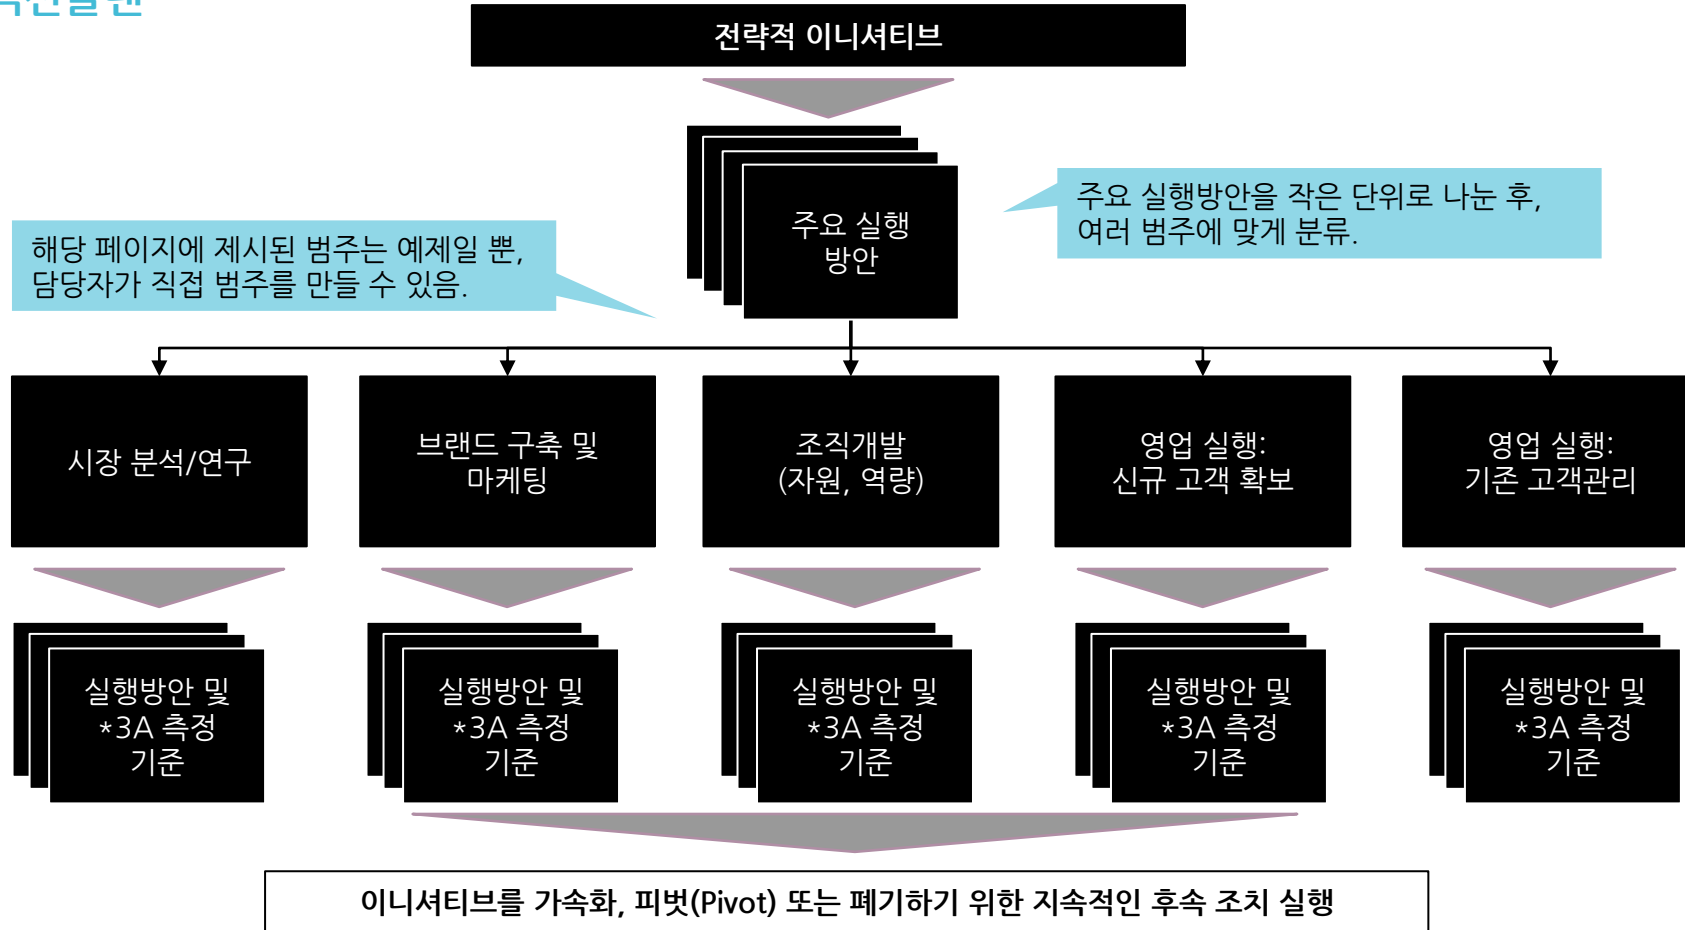 전략적 이니셔티브
주요 실행
방안
주요 실행방안을 작은 단위로 나눈 후,
여러 범주에 맞게 분류.
해당 페이지에 제시된 범주는 예제일 뿐,
담당자가 직접 범주를 만들 수 있음.
시장 분석/연구
브랜드 구축 및
마케팅
조직개발
(자원, 역량)
영업 실행:
신규 고객 확보
영업 실행:
기존 고객관리
실행방안 및
*3A 측정
기준
실행방안 및
*3A 측정
기준
실행방안 및
*3A 측정
기준
실행방안 및
*3A 측정
기준
실행방안 및
*3A 측정
기준
이니셔티브를 가속화, 피벗(Pivot) 또는 폐기하기 위한 지속적인 후속 조치 실행